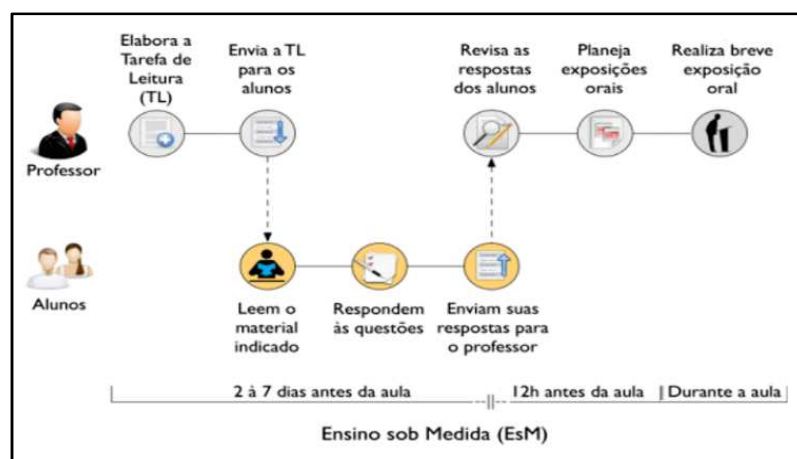 Elabora a
Tarefa de
Leitura
(TL)
Envia a TL
para os
alunos
Revisa as
respostas
dos alunos
Planeja
exposições
orais
Realiza breve
exposição
oral
Professor
Alunos
Leem o
material
indicado
Respondem
às questões
Enviam suas
respostas para
o professor
2 à 7 dias antes da aula
12h antes da aula
Durante a aula
Ensino sob Medida (EsM)